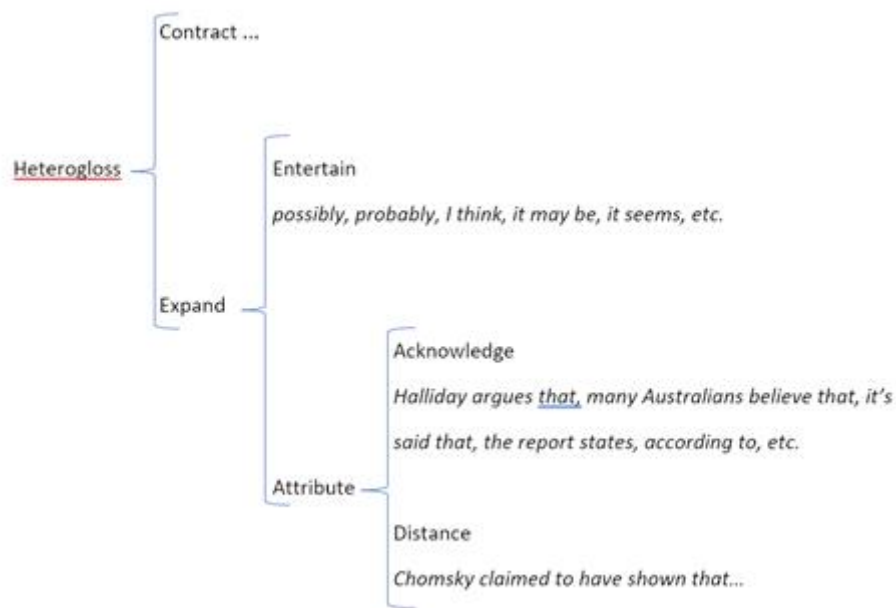 Contract ...
Heterogloss
Entertain
possibly, probably, I think, it may be, it seems, etc.
Expand
Acknowledge
Halliday argues that, many Australians believe that, it's
said that, the report states, according to, etc.
Attribute
Distance
Chomsky claimed to have shown that...